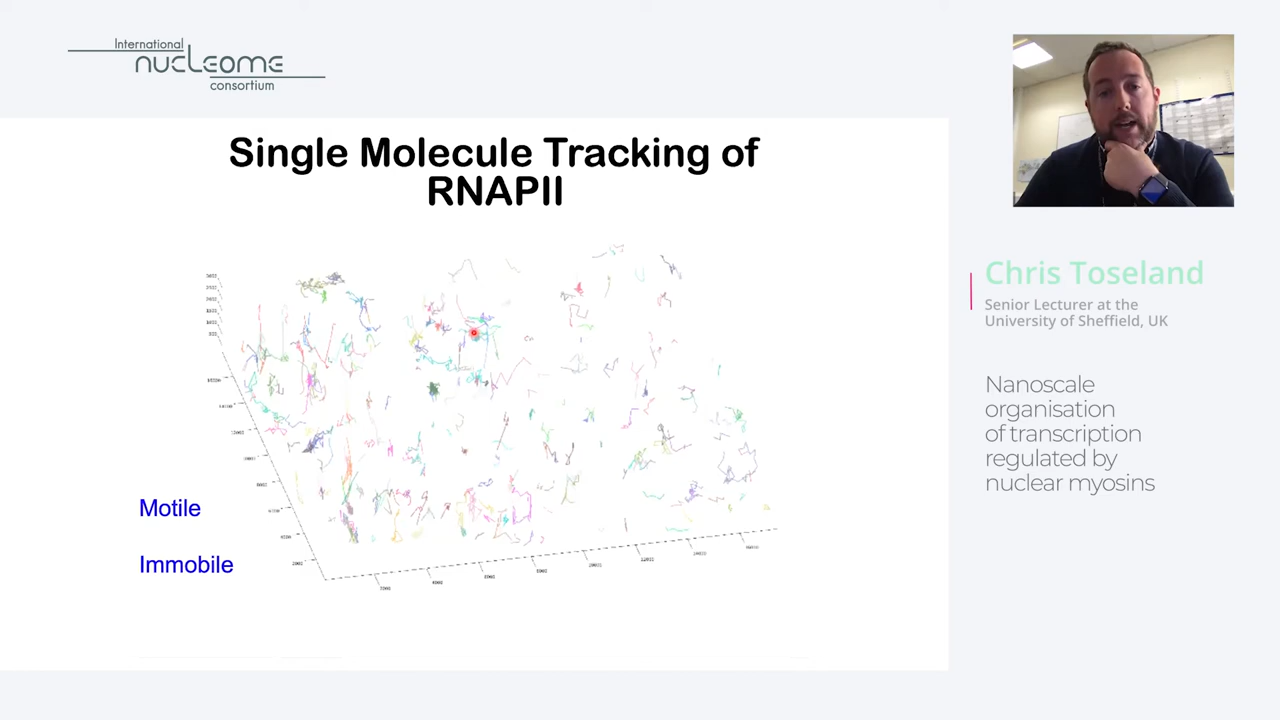 International
nucleome
consortium
Single Molecule Tracking of
RNAPII
Motile
Immobile
Chris Toseland
Senior Lecturer at the
University of Sheffield, UK
Nanoscale
organisation
of transcription
regulated by
nuclear myosins